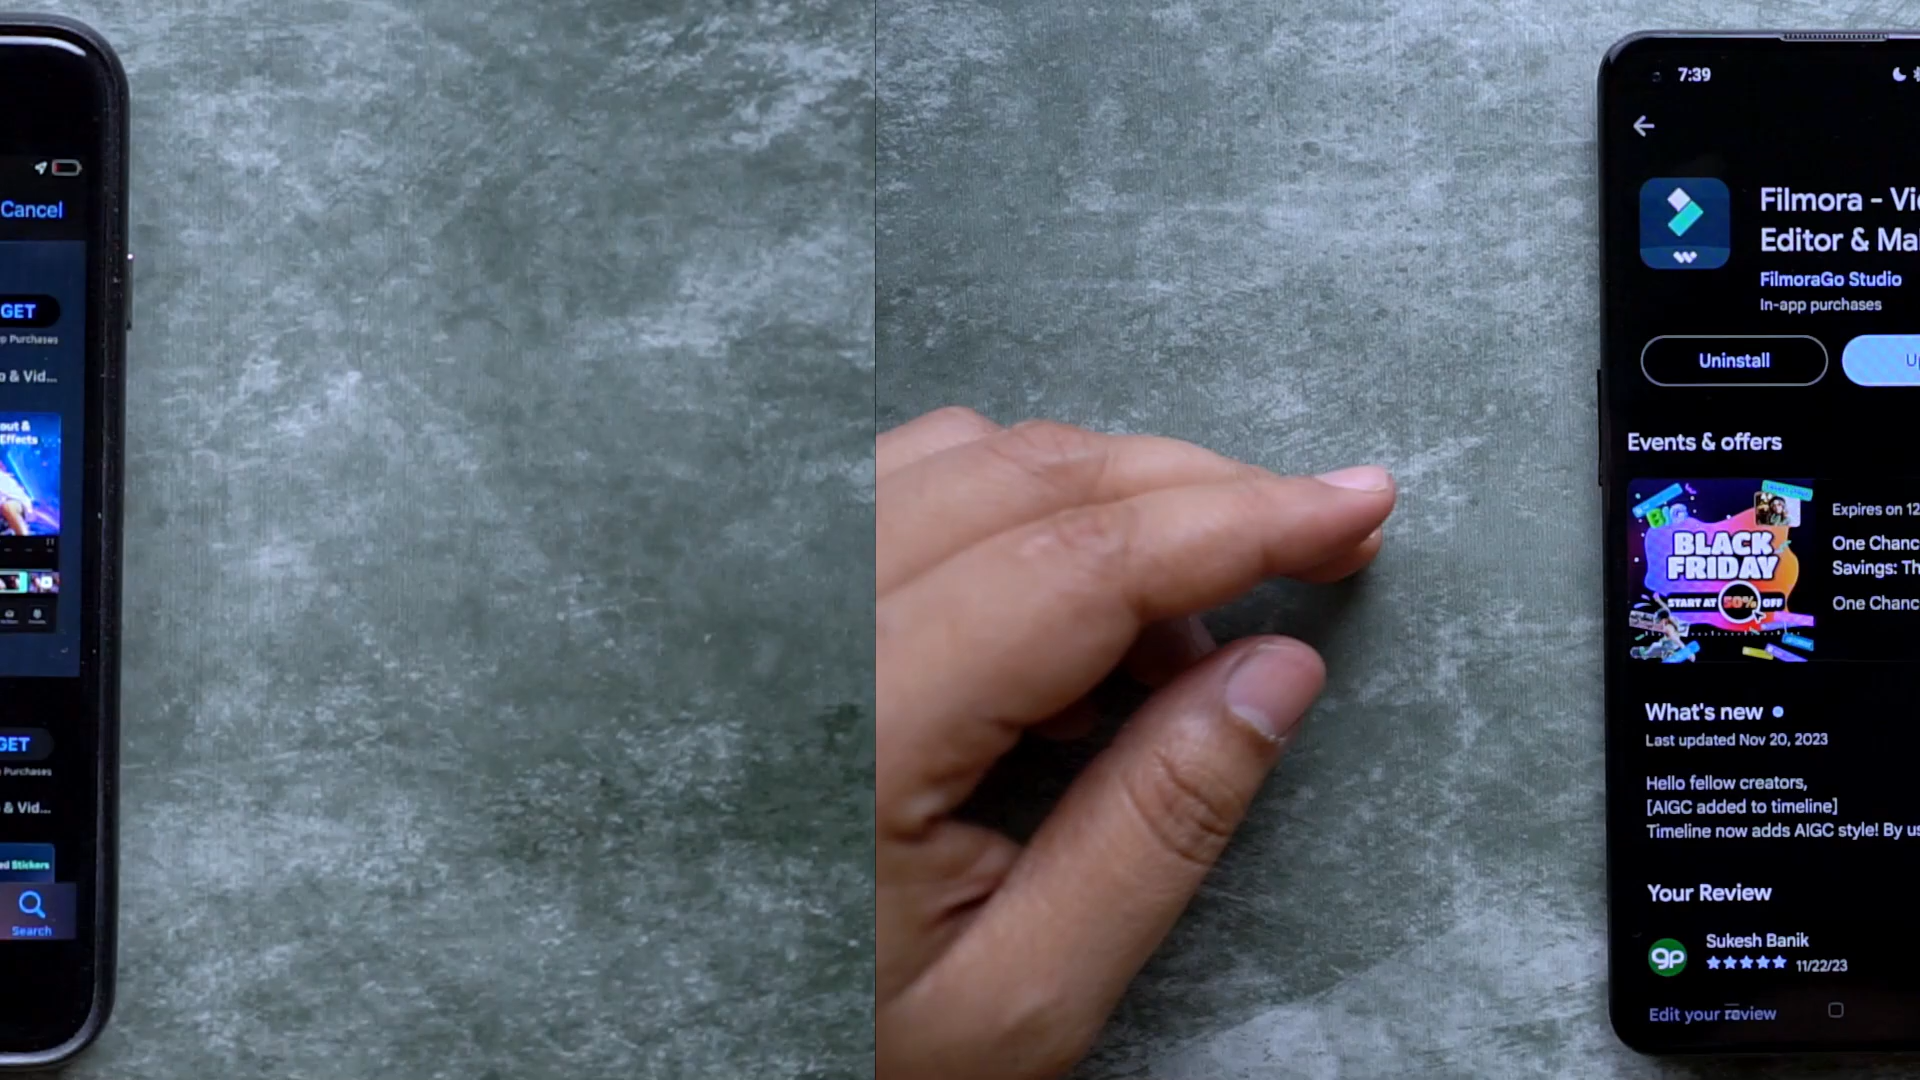 Cancel
GET
Purchases
& Vid...
out &
Effects
GET
Purchases
& Vid...
Stickers
Search
7:39
Filmora - Vi
Editor & Ma
FilmoraGo Studio
In-app purchases
Uninstall
U
Events & offers
BIG
BLACK
FRIDAY
START AT 50% OFF
Expires on 12
One Chanc
Savings: Th
One Chanc
What's new
Last updated Nov 20, 2023
Hello fellow creators,
[AIGC added to timeline]
Timeline now adds AIGC style! By us
Your Review
gp
Sukesh Banik
11/22/23
Edit your review